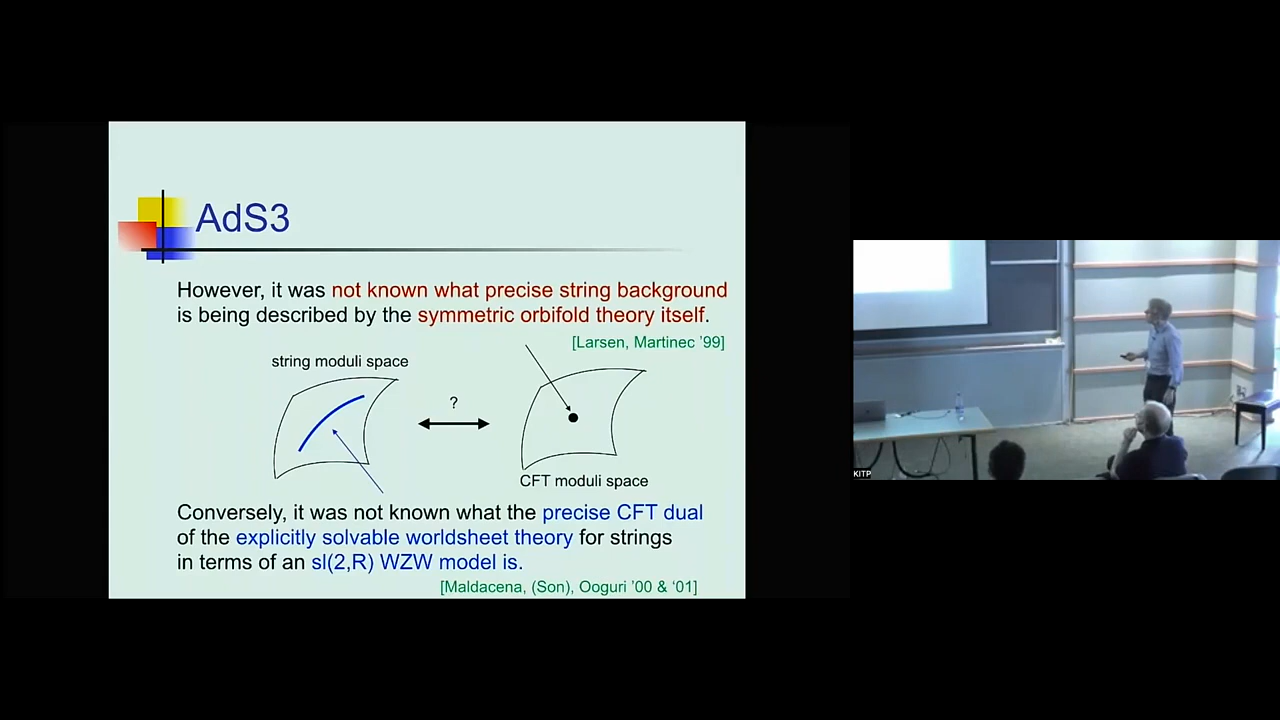 AdS3
However, it was not known what precise string background
is being described by the symmetric orbifold theory itself.
[Larsen, Martinec '99]
string moduli space
?
CFT moduli space
Conversely, it was not known what the precise CFT dual
of the explicitly solvable worldsheet theory for strings
in terms of an sl(2,R) WZW model is.
[Maldacena, (Son), Ooguri '00 & ‘01]
KITP